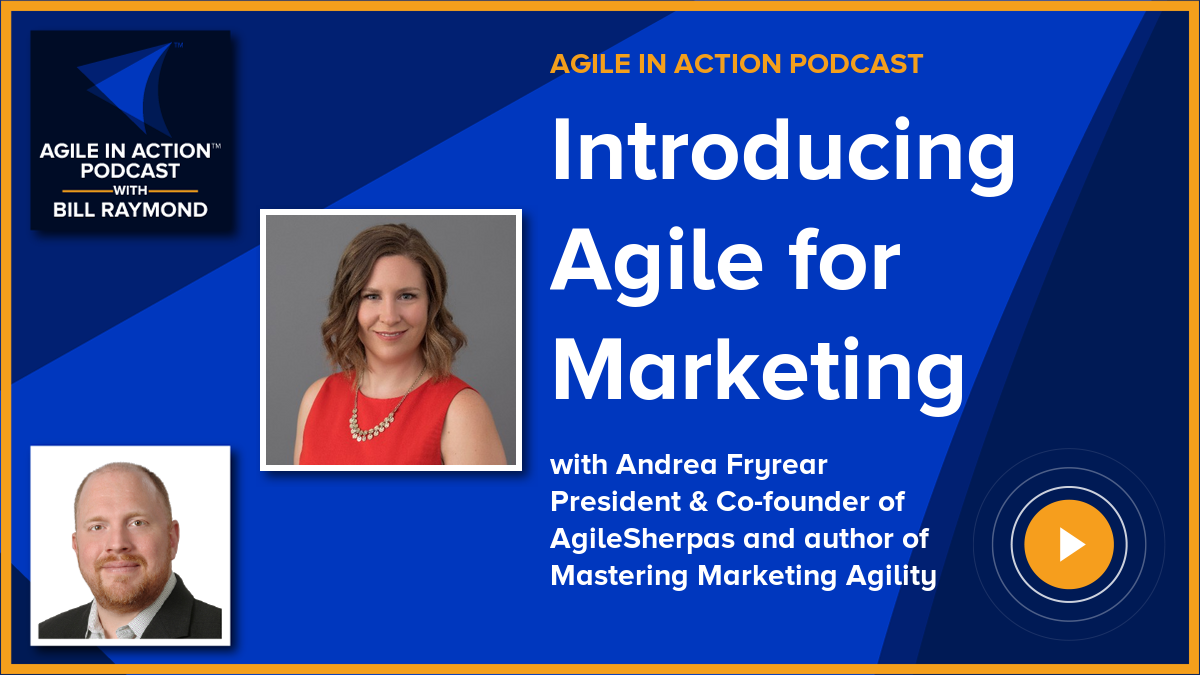 AGILE IN ACTION™
PODCAST
WITH
BILL RAYMOND
AGILE IN ACTION PODCAST
Introducing
Agile for
Marketing
with Andrea Fryrear
President & Co-founder of
AgileSherpas and author of
Mastering Marketing Agility
TM